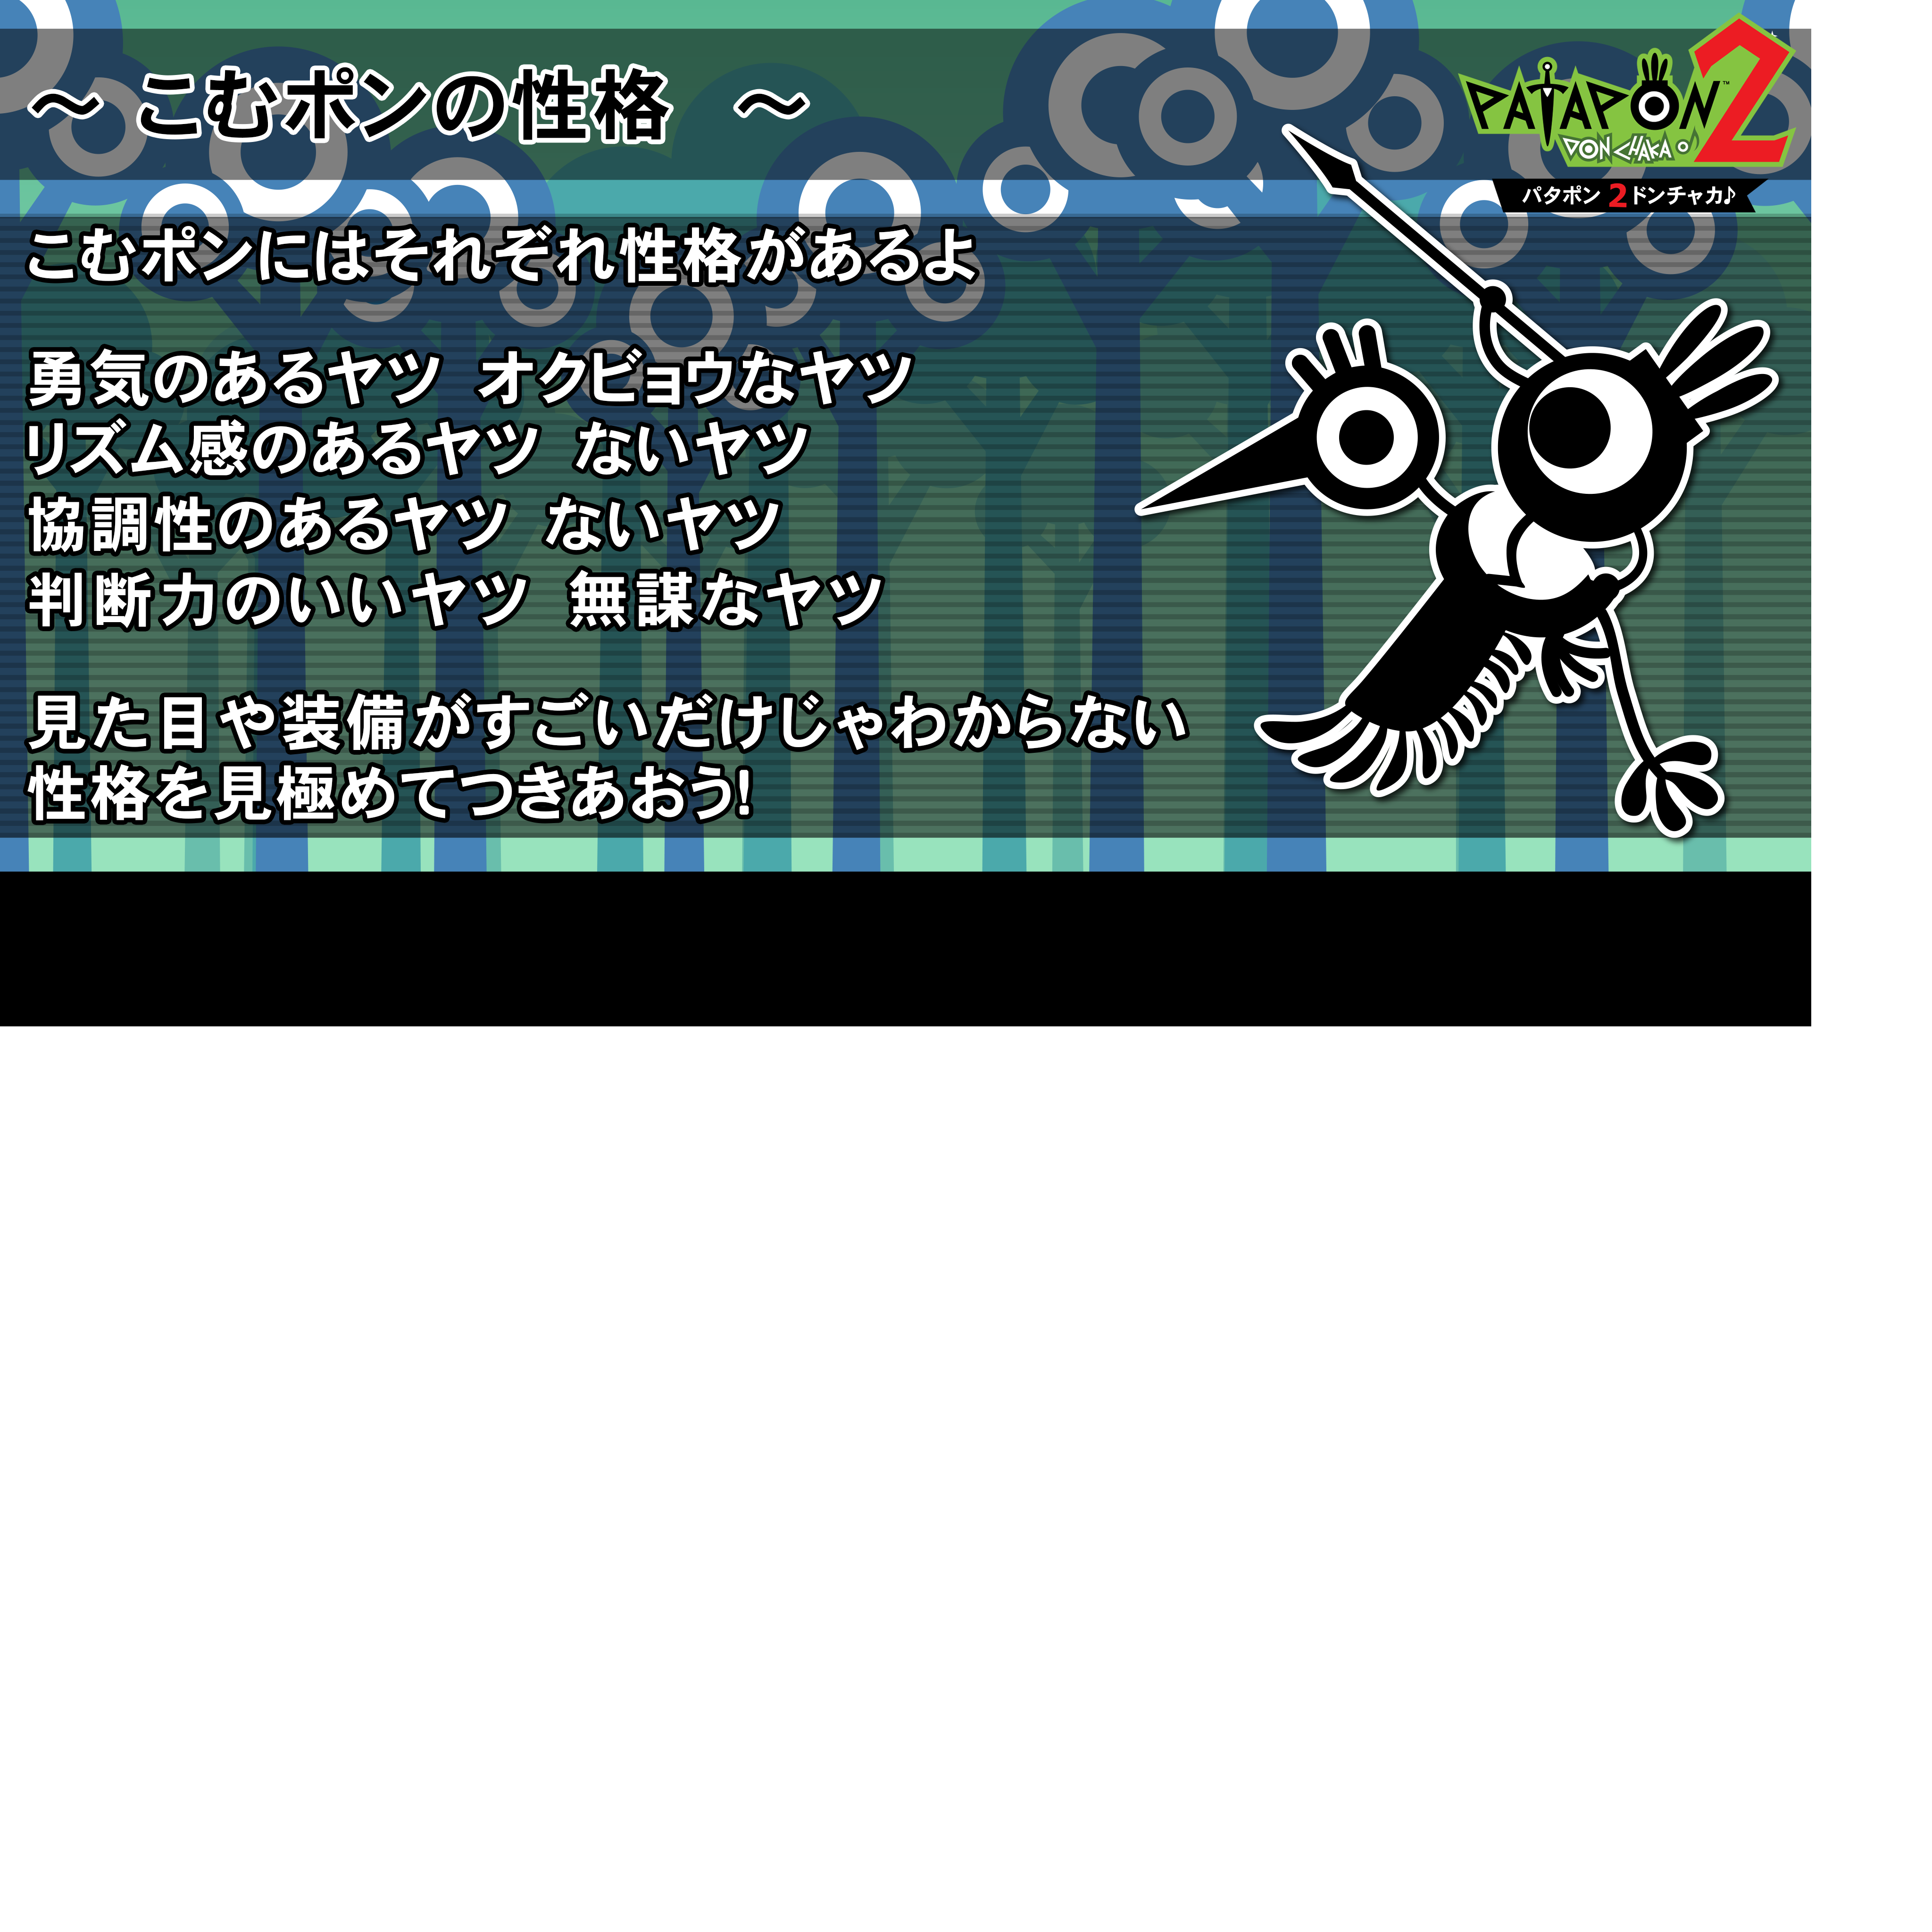 ～ こむポンの性格 ～
PATAPON 2
DON CHAKA♪
パタポン 2 ドンチャカ♪
こむポンにはそれぞれ性格があるよ
勇気のあるヤツ オクビョウなヤツ
リズム感のあるヤツ ないヤツ
協調性のあるヤツ ないヤツ
判断力のいいヤツ 無謀なヤツ
見た目や装備がすごいだけじゃわからない
性格を見極めてつきあおう!